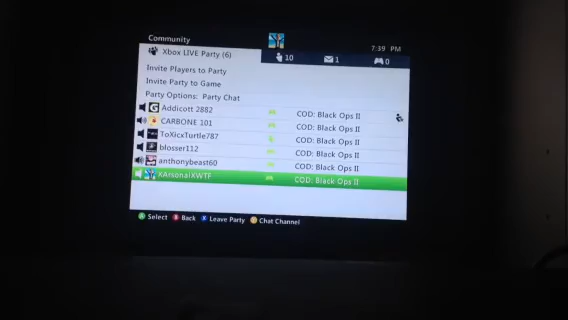 Community
7:39 PM
Xbox LIVE Party (6)
10
1
0
Invite Players to Party
Invite Party to Game
Party Options: Party Chat
Addicott 2882 COD: Black Ops II
CARBONE 101 COD: Black Ops II
ToXicxTurtle787 COD: Black Ops II
blosser112 COD: Black Ops II
anthonybeast60 COD: Black Ops II
XArsonalXWTF COD: Black Ops II
A Select B Back X Leave Party Y Chat Channel